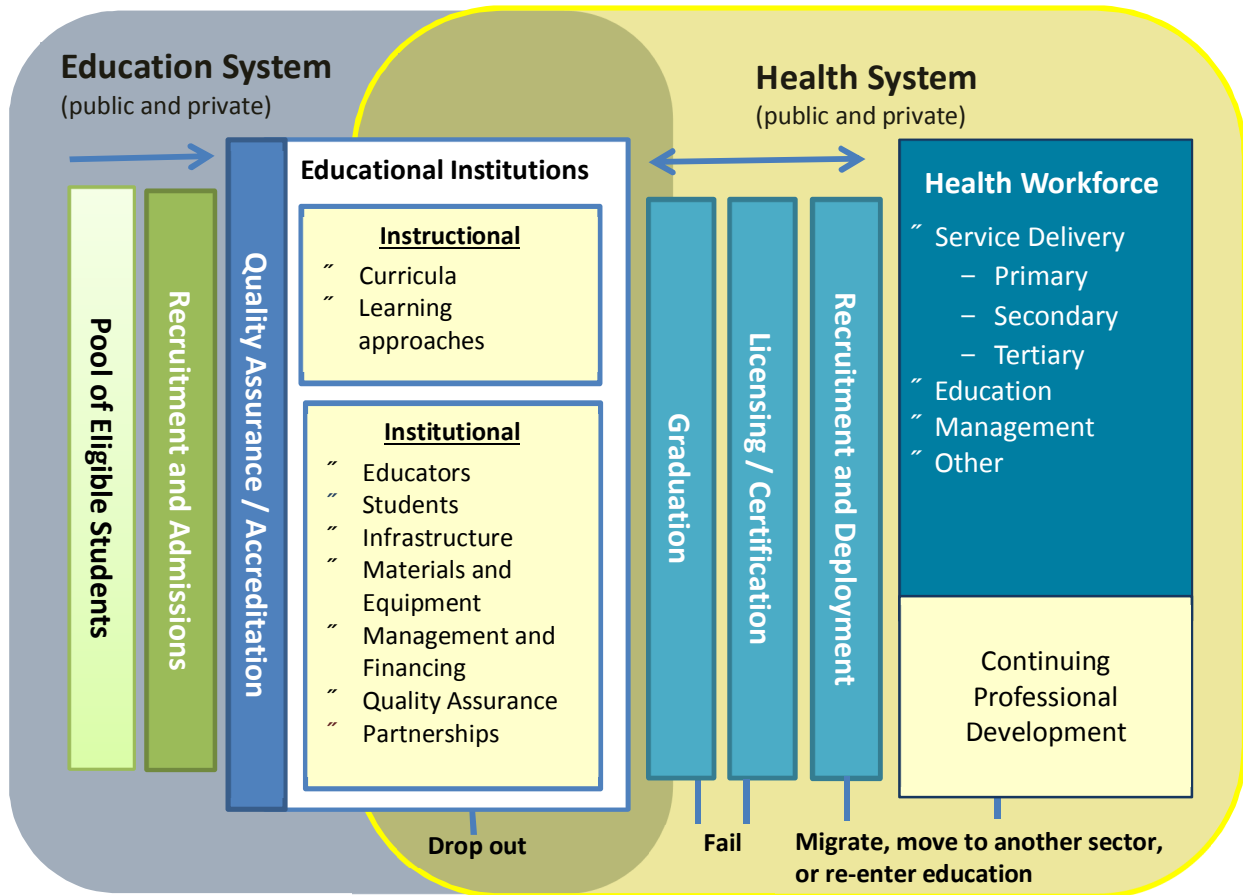 Education System
(public and private)
Health System
(public and private)
Pool of Eligible Students
Recruitment and Admissions
Quality Assurance / Accreditation
Educational Institutions
Instructional
˝ Curricula
˝ Learning
approaches
Institutional
˝ Educators
˝ Students
˝ Infrastructure
˝ Materials and
Equipment
˝ Management and
Financing
˝ Quality Assurance
˝ Partnerships
Graduation
Licensing / Certification
Recruitment and Deployment
Health Workforce
˝ Service Delivery
– Primary
– Secondary
– Tertiary
˝ Education
˝ Management
˝ Other
Continuing
Professional
Development
Drop out
Fail
Migrate, move to another sector,
or re-enter education